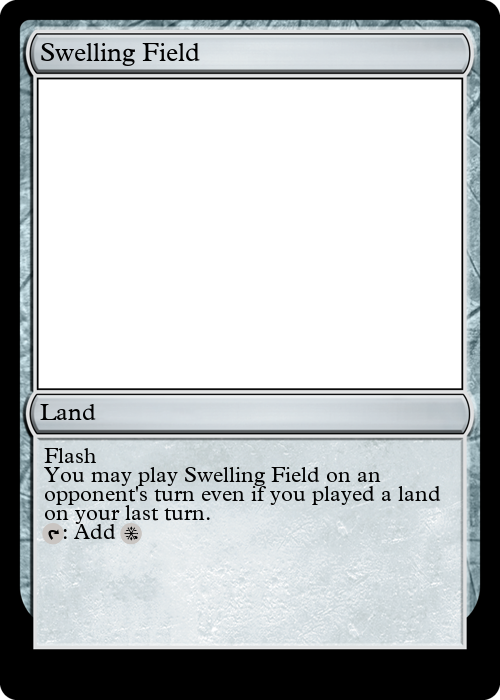 Swelling Field
Land
Flash
You may play Swelling Field on an
opponent's turn even if you played a land
on your last turn.
: Add